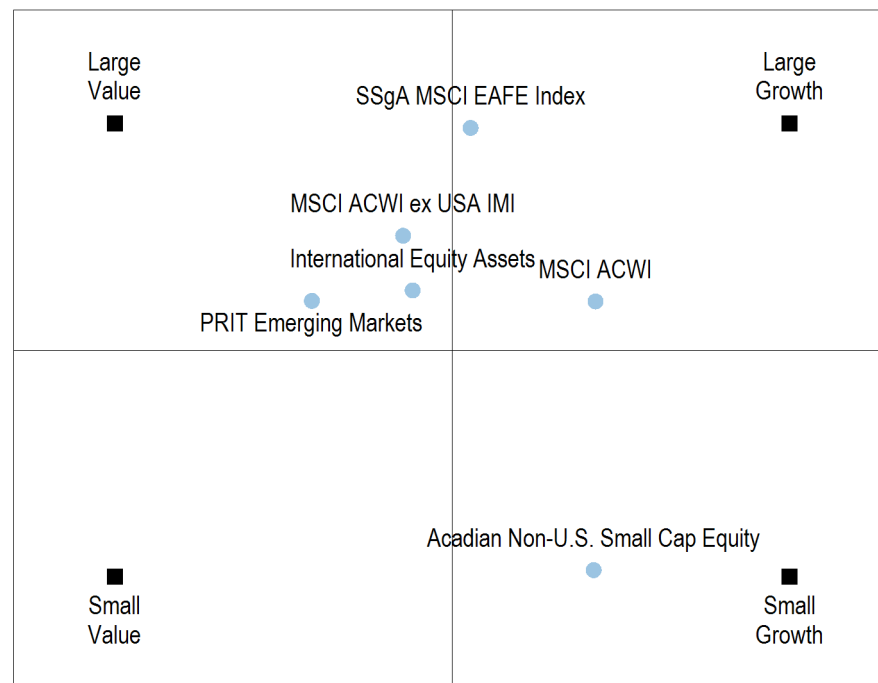 Large
Value
Large
Growth
SSgA MSCI EAFE Index
MSCI ACWI ex USA IMI
International Equity Assets
MSCI ACWI
PRIT Emerging Markets
Acadian Non-U.S. Small Cap Equity
Small
Value
Small
Growth